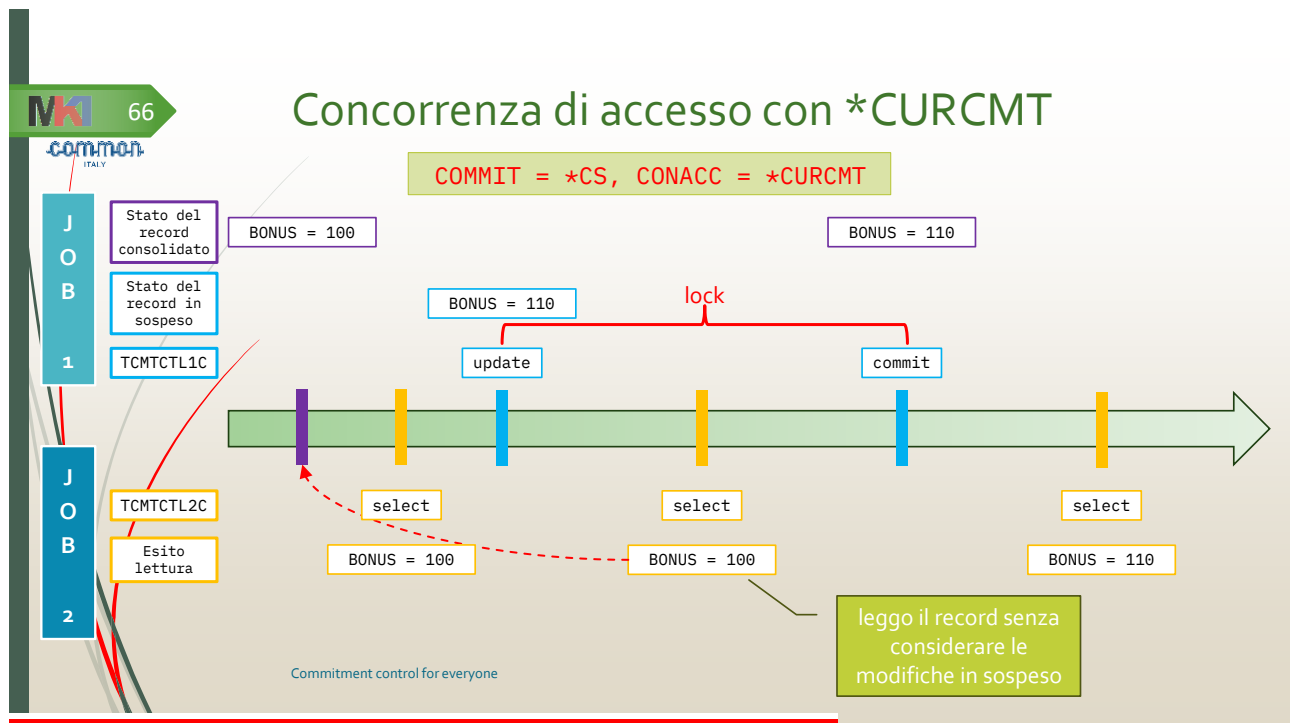 MK1
common
ITALY
66
Concorrenza di accesso con *CURCMT
COMMIT = *CS, CONACC = *CURCMT
J
O
B
1
Stato del
record
consolidato
BONUS = 100
BONUS = 110
Stato del
record in
sospeso
BONUS = 110
lock
TCMTCTL1C
update
commit
J
O
B
2
TCMTCTL2C
select
select
select
Esito
lettura
BONUS = 100
BONUS = 100
BONUS = 110
leggo il record senza
considerare le
modifiche in sospeso
Commitment control for everyone